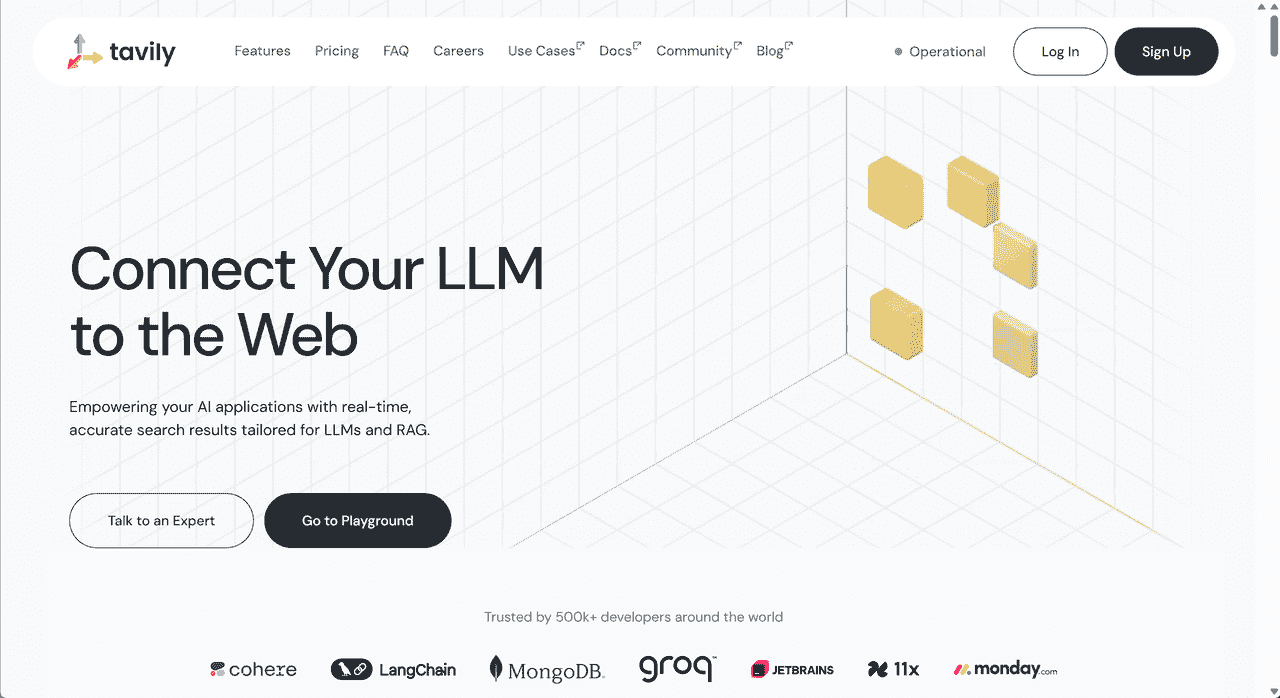 tavily
Features Pricing FAQ Careers Use Cases Docs Community Blog Operational Log In Sign Up
Connect Your LLM
to the Web
Empowering your AI applications with real-time,
accurate search results tailored for LLMs and RAG.
Talk to an Expert Go to Playground
Trusted by 500k+ developers around the world
cohere LangChain MongoDB. groq™ JETBRAINS 11x monday.com